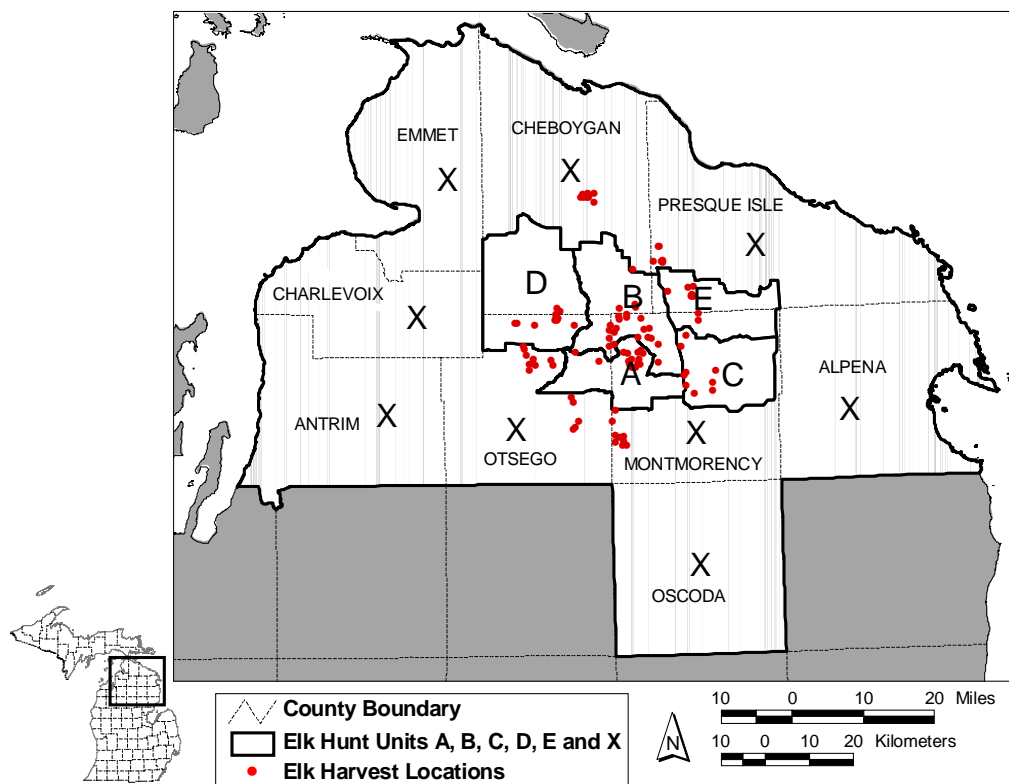 EMMET
CHEBOYGAN
X
X
PRESQUE ISLE
X
D
B
E
CHARLEVOIX
X
A
C
ALPENA
X
ANTRIM
X
X
OTSEGO
X
MONTMORENCY
X
OSCODA
County Boundary
Elk Hunt Units A, B, C, D, E and X
Elk Harvest Locations
N
10 0 10 20 Miles
10 0 10 20 Kilometers